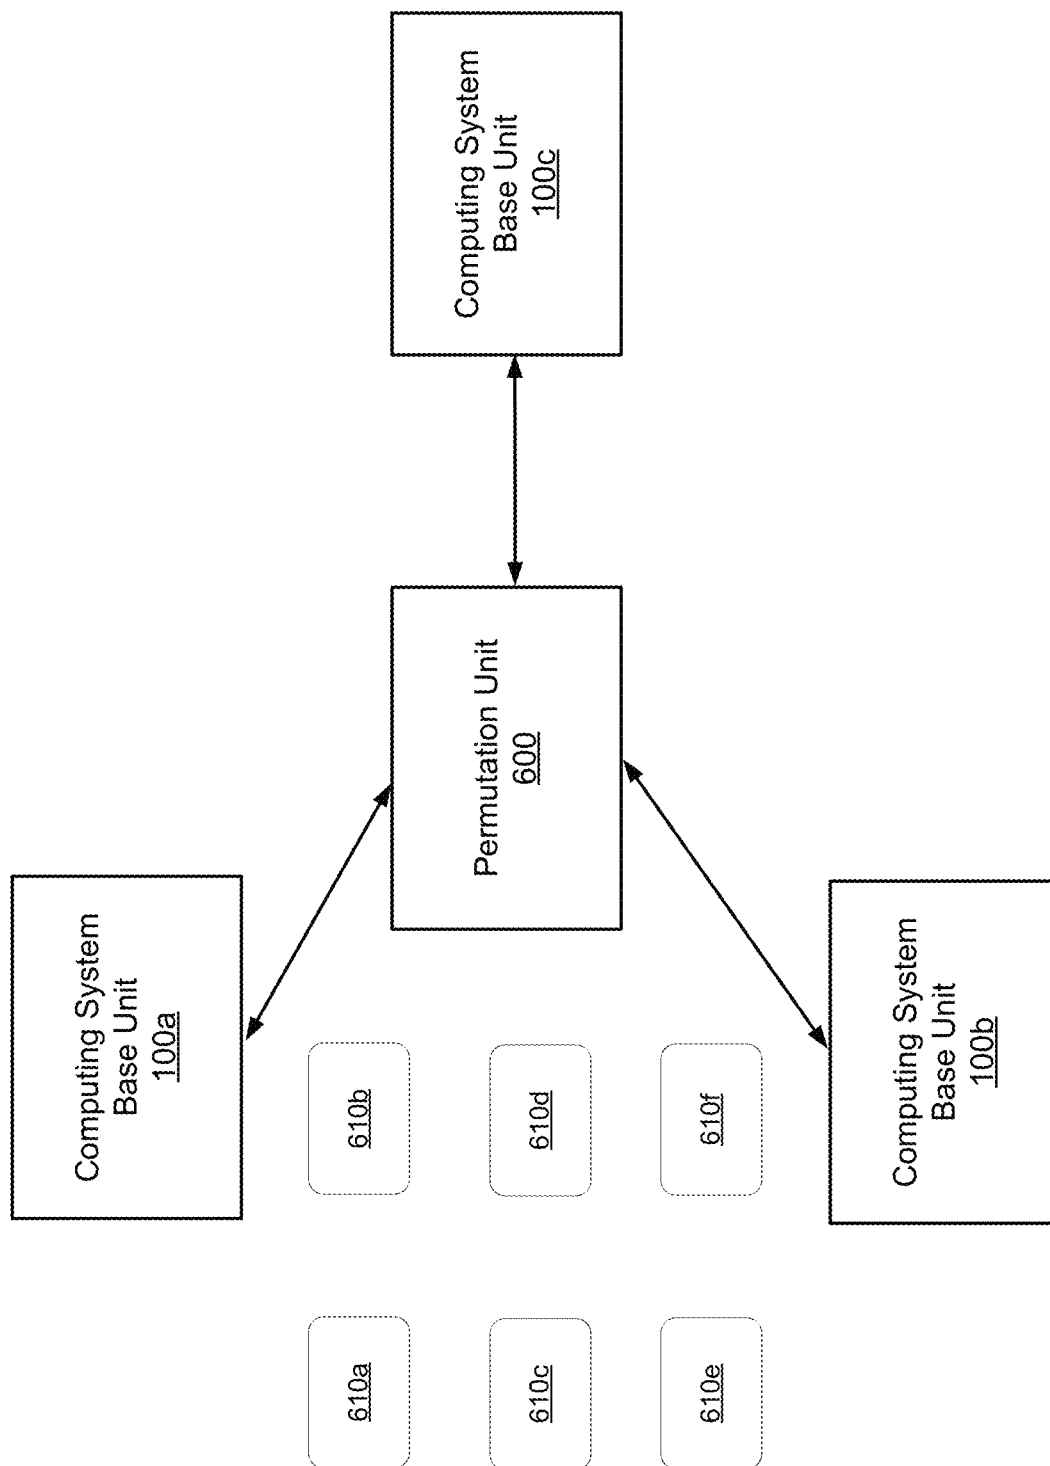 Computing System
Base Unit
100a
610a
610b
Permutation Unit
600
Computing System
Base Unit
100c
610c
610d
610e
610f
Computing System
Base Unit
100b